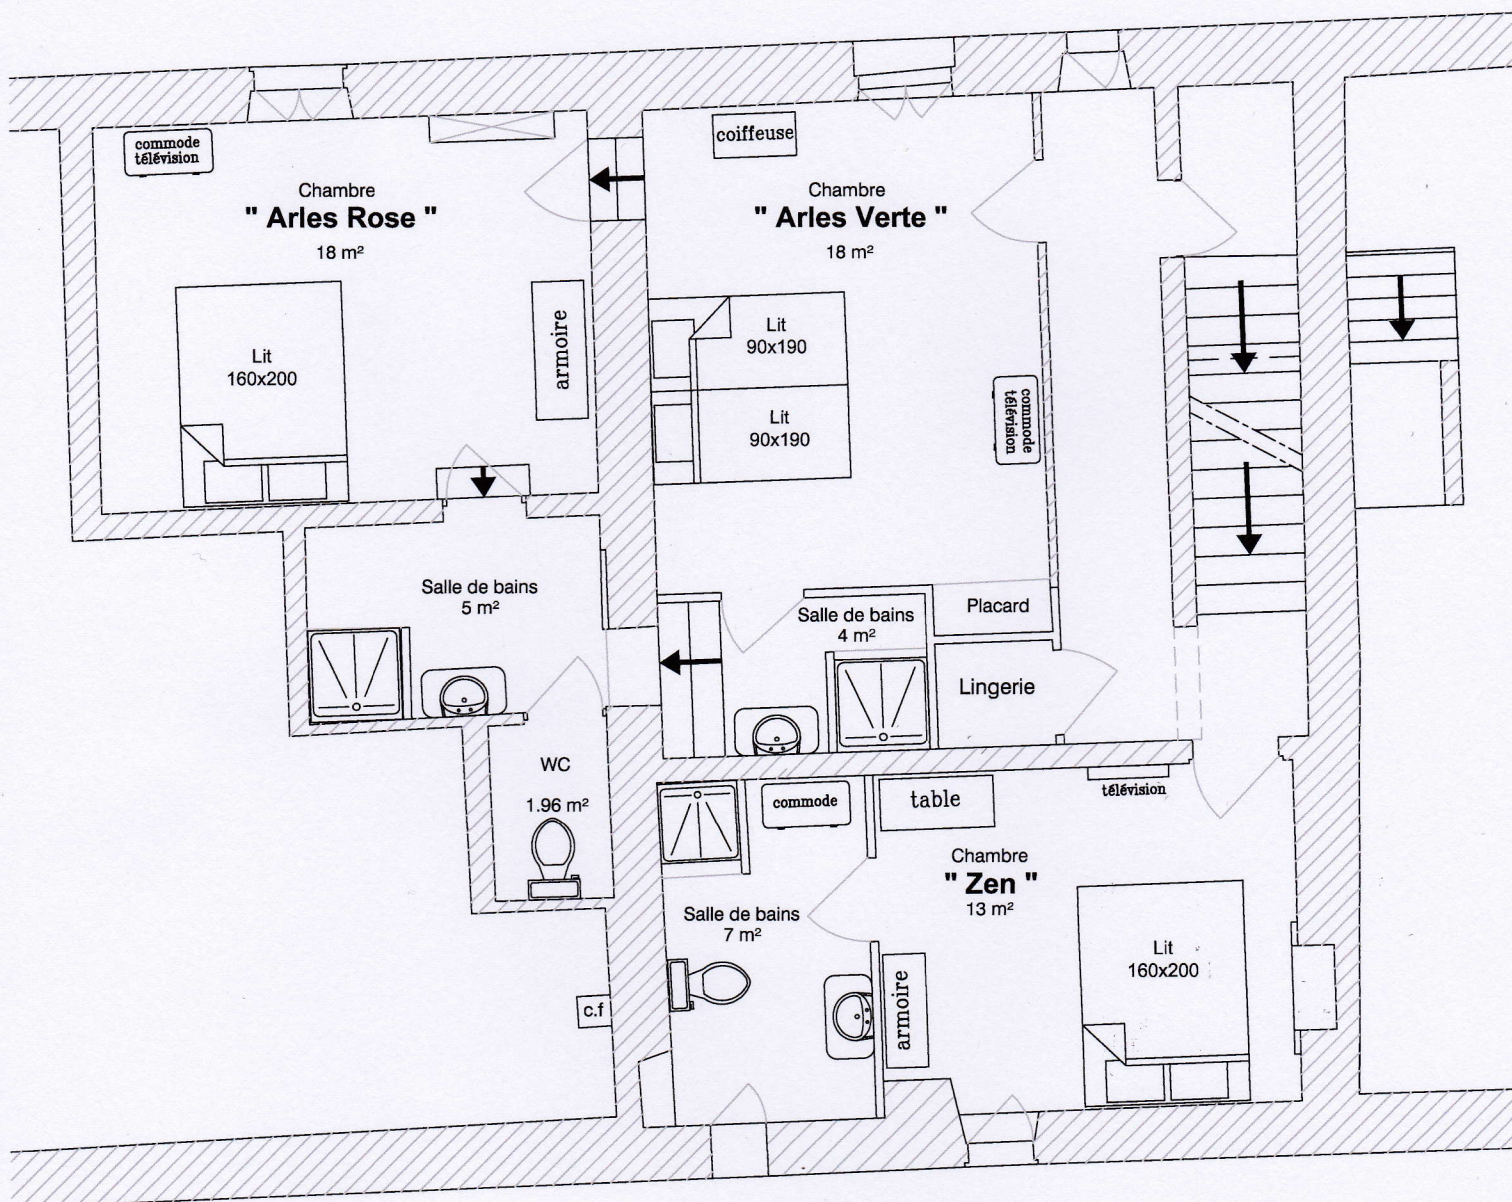 commode
télévision
Chambre
" Arles Rose "
18 m²
Lit
160x200
armoire
coiffeuse
Chambre
" Arles Verte "
18 m²
Lit
90x190
Lit
90x190
commode
télévision
Salle de bains
5 m²
Salle de bains
4 m²
Placard
Lingerie
WC
1.96 m²
commode
table
télévision
Chambre
" Zen "
13 m²
Salle de bains
7 m²
Lit
160x200
armoire
c.f